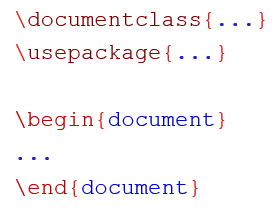 \documentclass{...}
\usepackage{...}

\begin{document}
...
\end{document}